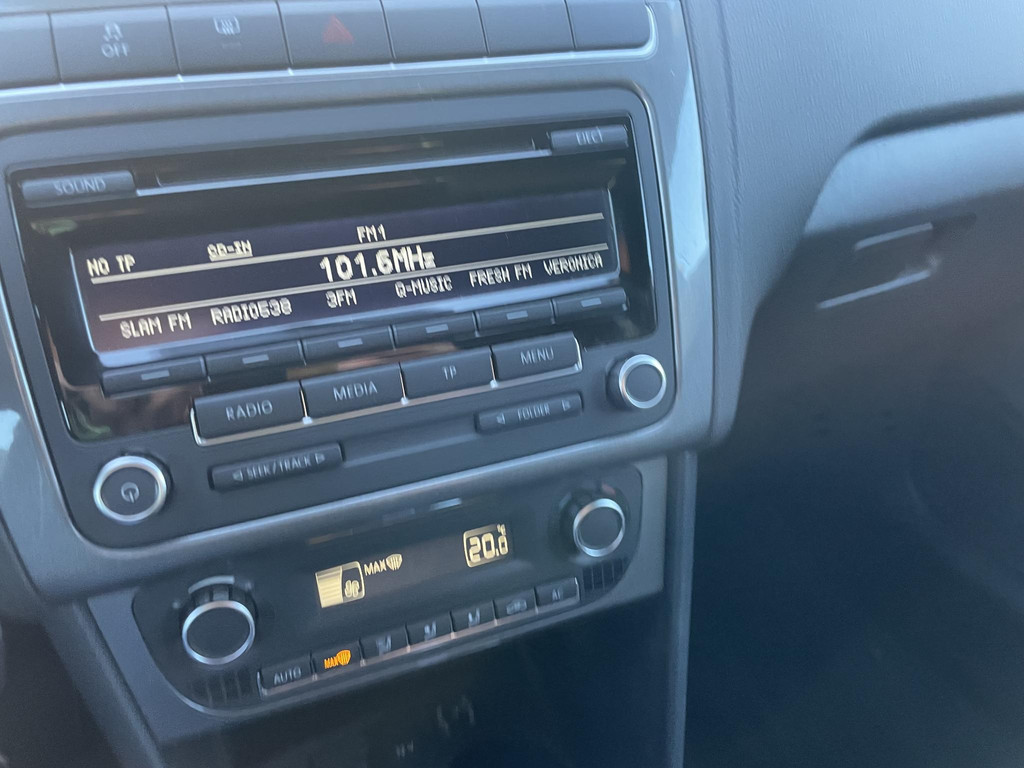 OFF
EJECT
SOUND
NO TP
FM1
101.6MHz
SLAM FM RADIO538 3FM Q-MUSIC FRESH FM VERONICA
RADIO MEDIA TP MENU
SEEK/TRACK
FOLDER
MAX
20.0
AUTO
MAX